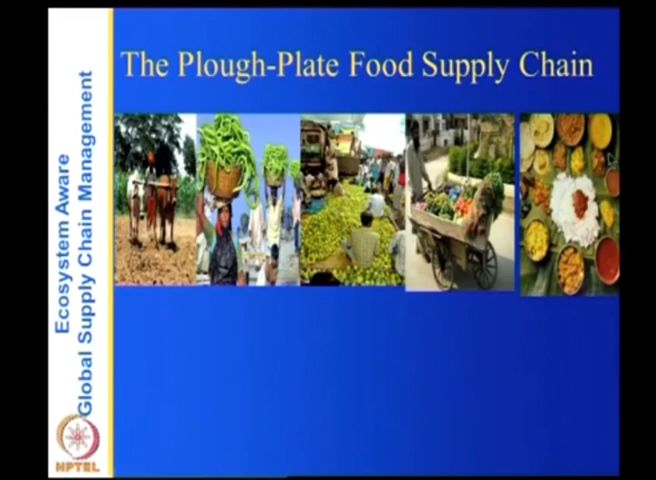 The Plough-Plate Food Supply Chain
Ecosystem Aware
Global Supply Chain Management
NPTEL